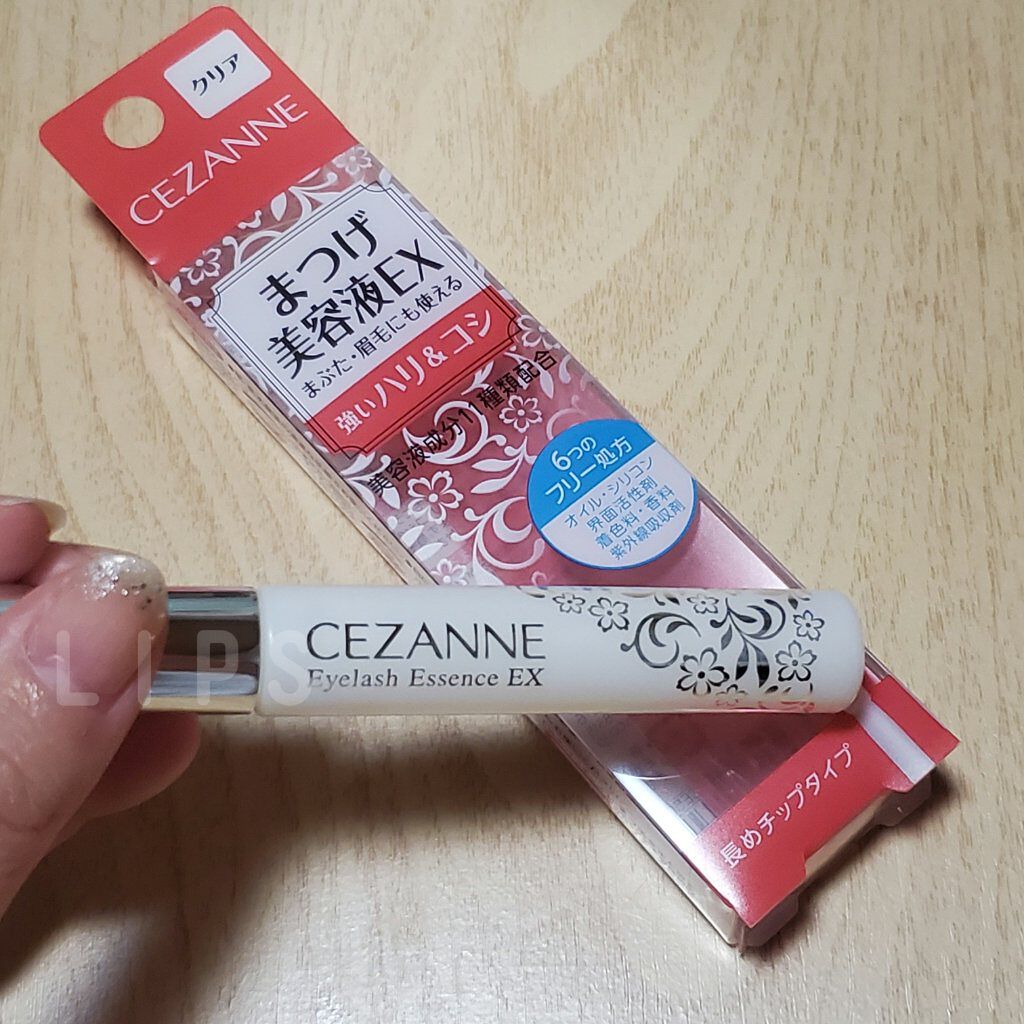 クリア
CEZANNE
まつげ
美容液EX
まぶた・眉毛にも使える
強いハリ&コシ
美容液成分11種類配合
6つの
フリー処方
オイル・シリコン
界面活性剤
着色料・香料
紫外線吸収剤
CEZANNE
Eyelash Essence EX
LIPS
長めチップタイプ